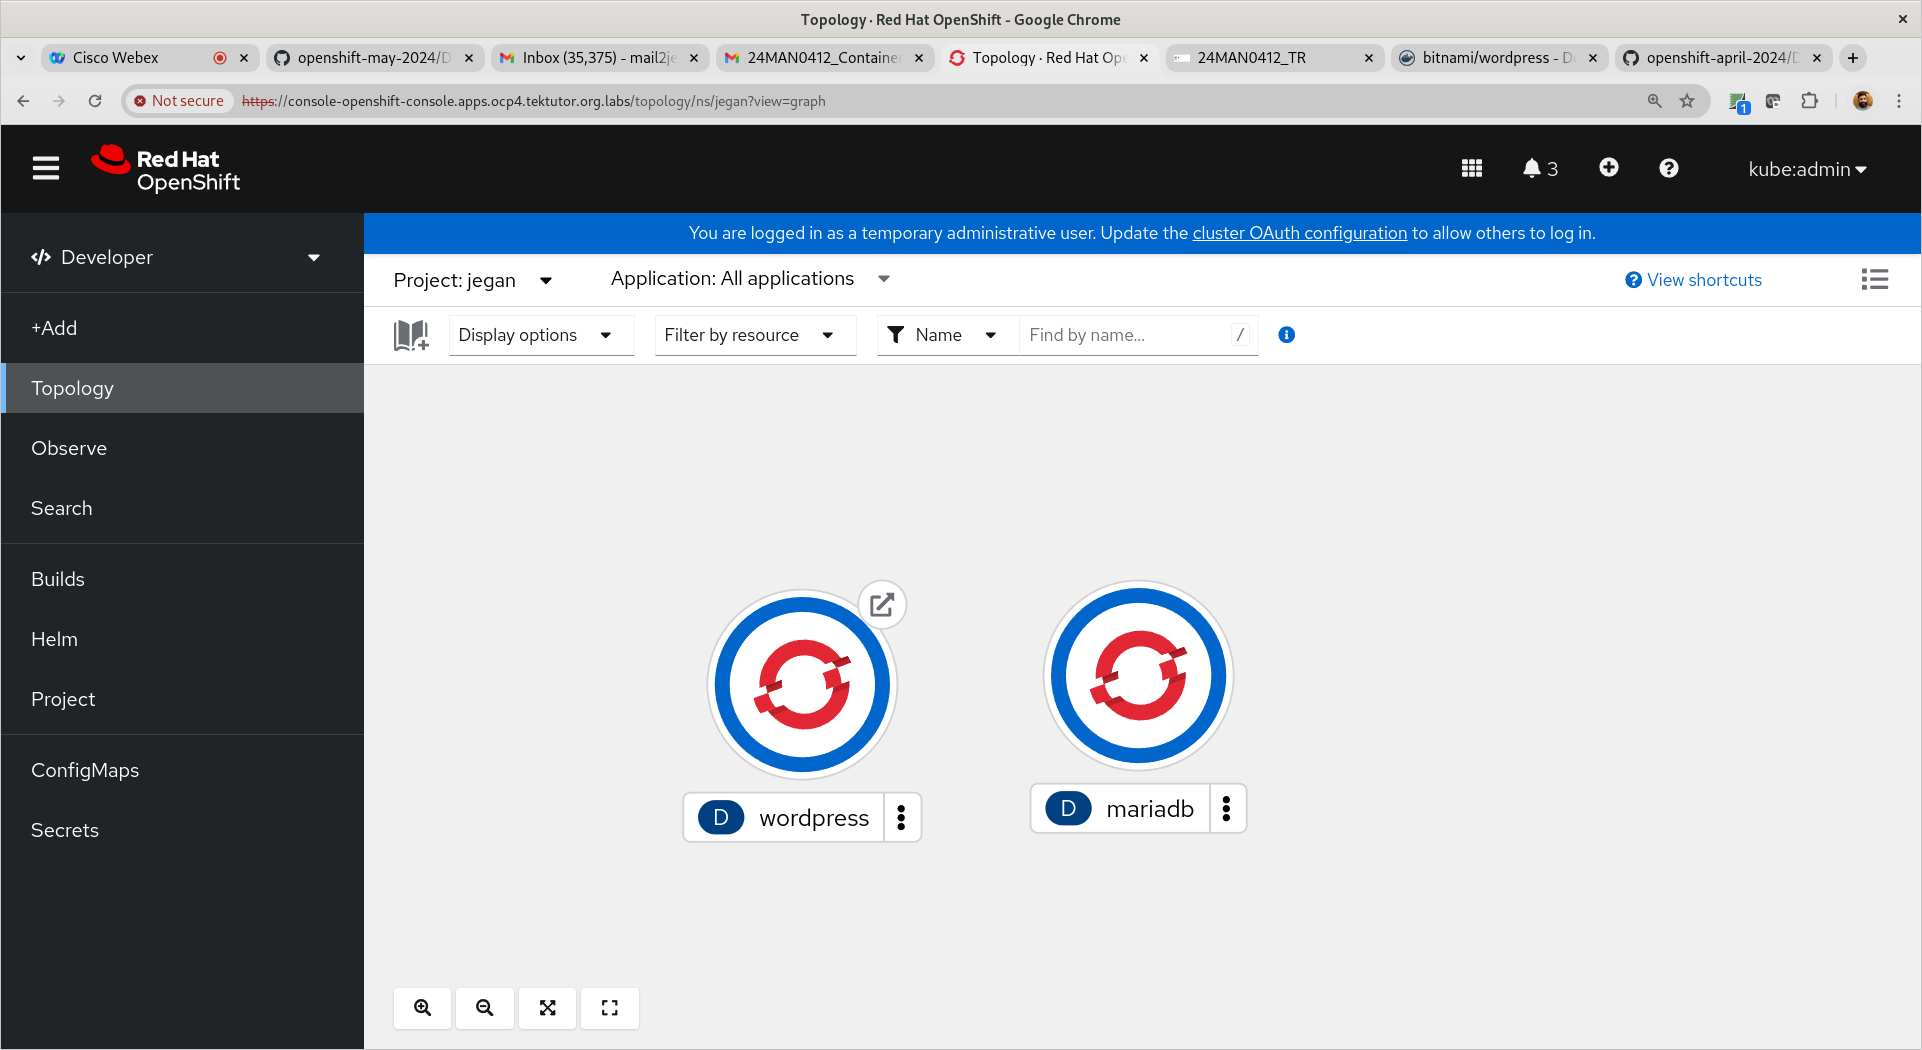 Topology · Red Hat OpenShift - Google Chrome
Cisco Webex
openshift-may-2024/D
Inbox (35,375) - mail2je
24MAN0412_Container
Topology · Red Hat Ope
24MAN0412_TR
bitnami/wordpress - Do
openshift-april-2024/D
Not secure
https://console-openshift-console.apps.ocp4.tektutor.org.labs/topology/ns/jegan?view=graph
1
Red Hat
OpenShift
3
kube:admin
You are logged in as a temporary administrative user. Update the cluster OAuth configuration to allow others to log in.
Developer
Project: jegan
Application: All applications
View shortcuts
+Add
Display options
Filter by resource
Name
Find by name...
/
Topology
Observe
Search
Builds
Helm
Project
ConfigMaps
Secrets
D wordpress
D mariadb